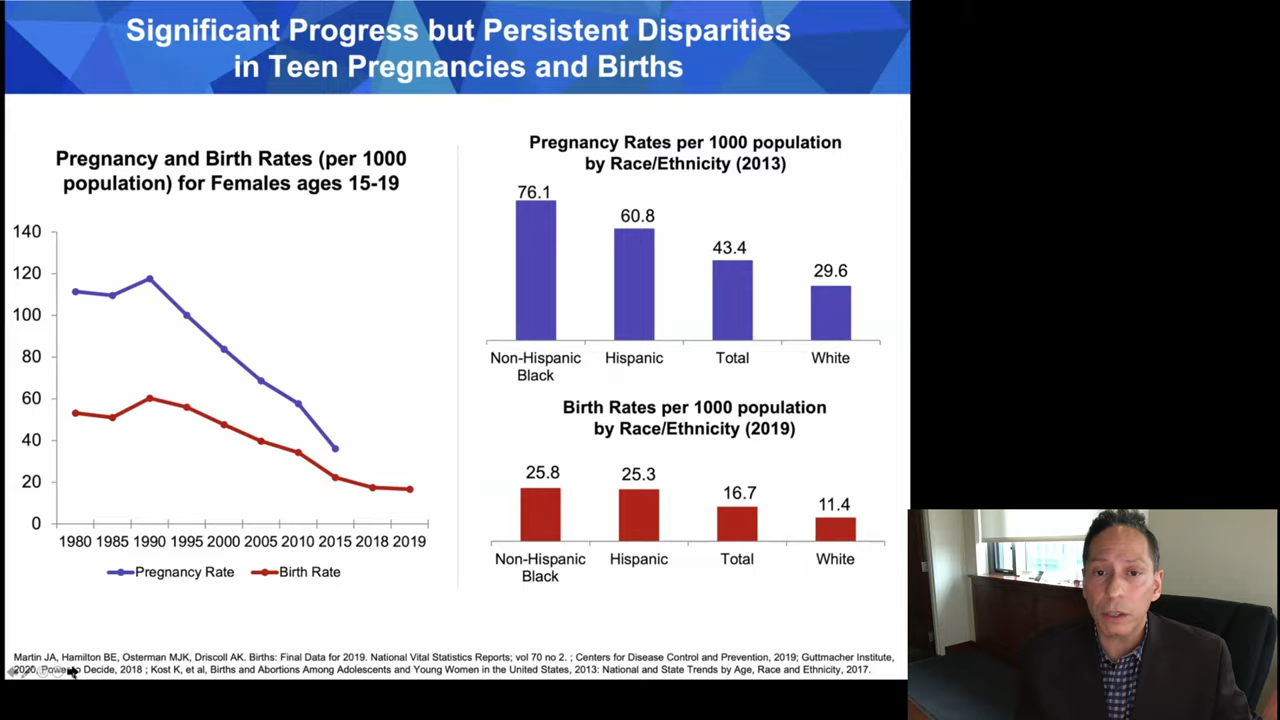 Significant Progress but Persistent Disparities
in Teen Pregnancies and Births
Pregnancy and Birth Rates (per 1000
population) for Females ages 15-19
140
120
100
80
60
40
20
0
1980 1985 1990 1995 2000 2005 2010 2015 2018 2019
Pregnancy Rate Birth Rate
Pregnancy Rates per 1000 population
by Race/Ethnicity (2013)
76.1
60.8
43.4
29.6
Non-Hispanic Black Hispanic Total White
Birth Rates per 1000 population
by Race/Ethnicity (2019)
25.8
25.3
16.7
11.4
Non-Hispanic Black Hispanic Total White
Martin JA, Hamilton BE, Osterman MJK, Driscoll AK. Births: Final Data for 2019. National Vital Statistics Reports; vol 70 no 2. ; Centers for Disease Control and Prevention, 2019; Guttmacher Institute,
2020, Power to Decide, 2018 ; Kost K, et al, Births and Abortions Among Adolescents and Young Women in the United States, 2013: National and State Trends by Age, Race and Ethnicity, 2017.